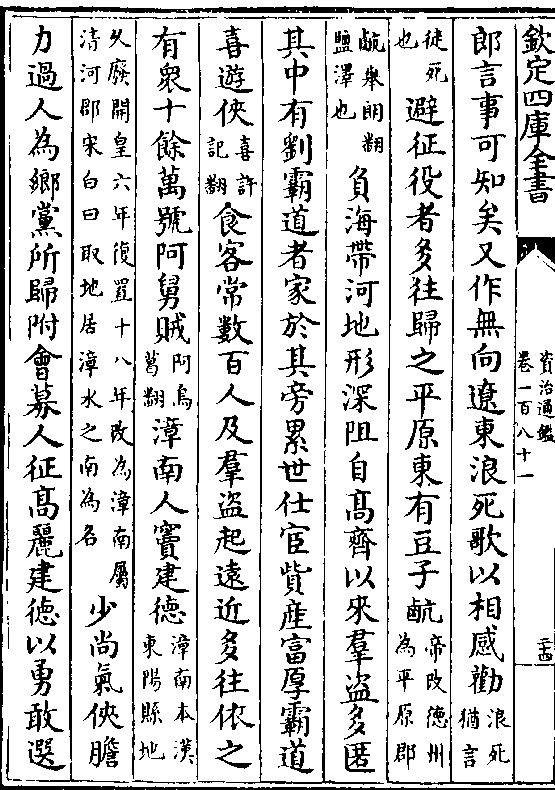 欽定四庫全書
資治通鑑
卷一百八十一
二十四
郎言事可知矣又作無向遼東浪死歌以相感勸浪死猶言
徒死也避征役者多往歸之平原東有豆子䴚帝改德州為平原郡
䴚舉朗翻鹽澤也負海帶河地形深阻自髙齊以來羣盗多匿
其中有劉霸道者家於其旁累世仕宦貲産富厚霸道
喜遊俠喜許記翻食客常數百人及羣盗起逺近多往依之
有衆十餘萬號阿舅賊阿烏葛翻漳南人竇建德漳南本漢東陽縣地
久廢開皇六年復置十八年改為漳南屬清河郡宋白曰取地居漳水之南為名少尚氣俠膽
力過人為鄉黨所歸附會募人征髙麗建德以勇敢選